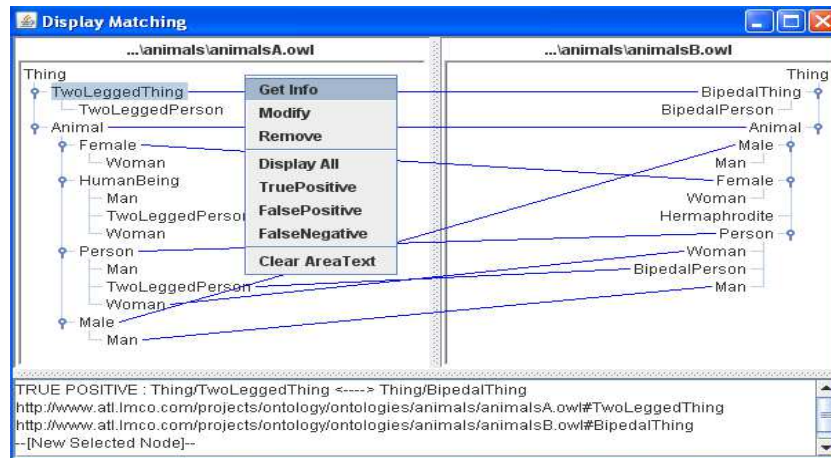 Display Matching
...\animals\animalsA.owl
Thing
TwoLeggedThing
TwoLeggedPerson
Animal
Female
Woman
HumanBeing
Man
TwoLeggedPerso
Woman
Person
Man
TwoLeggedPerson
Woman
Male
Man
Get Info
Modify
Remove
Display All
TruePositive
FalsePositive
FalseNegative
Clear AreaText
...\animals\animalsB.owl
Thing
BipedalThing
BipedalPerson
Animal
Male
Man
Female
Woman
Hermaphrodite
Person
Woman
BipedalPerson
Man
TRUE POSITIVE : Thing/TwoLeggedThing <----> Thing/BipedalThing
http://www.atl.lmco.com/projects/ontology/ontologies/animals/animalsA.owl#TwoLeggedThing
http://www.atl.lmco.com/projects/ontology/ontologies/animals/animalsB.owl#BipedalThing
--[New Selected Node]--